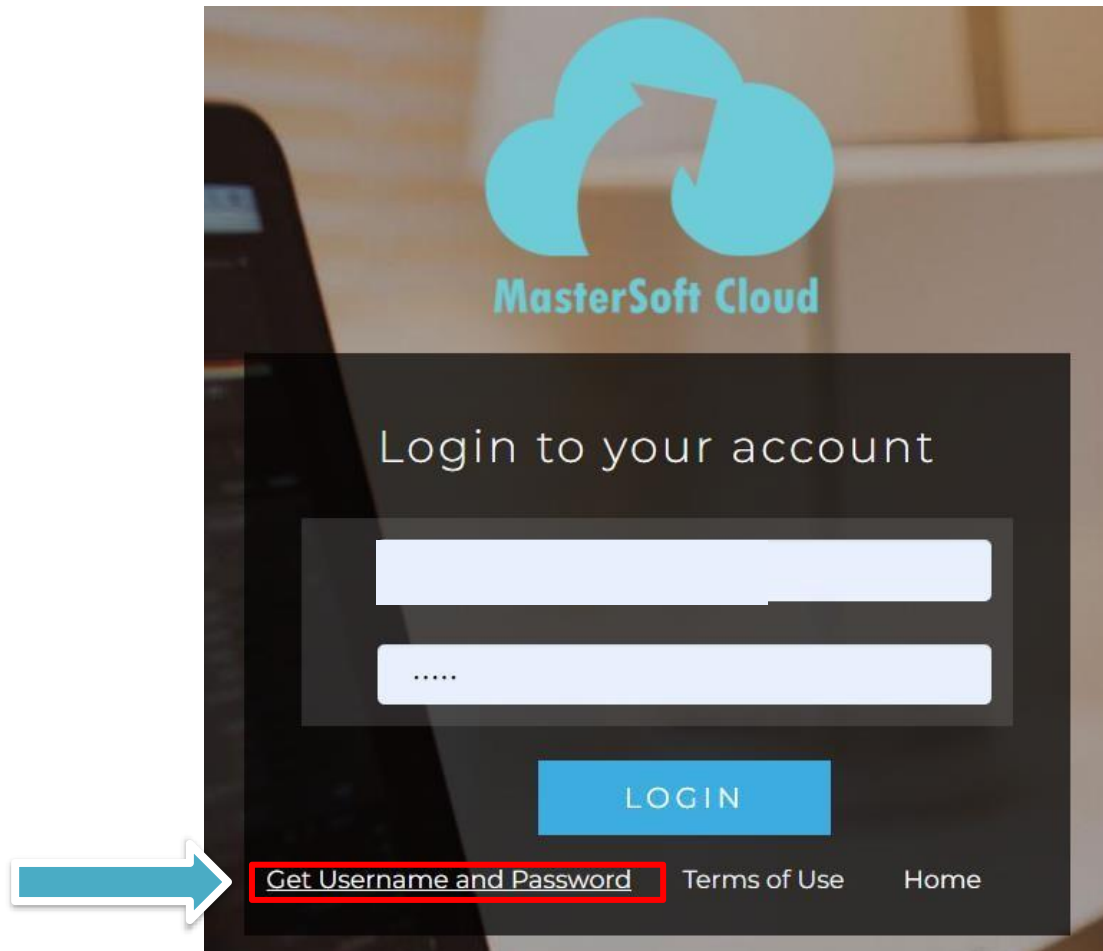 MasterSoft Cloud
Login to your account
.....
LOGIN
Get Username and Password Terms of Use Home